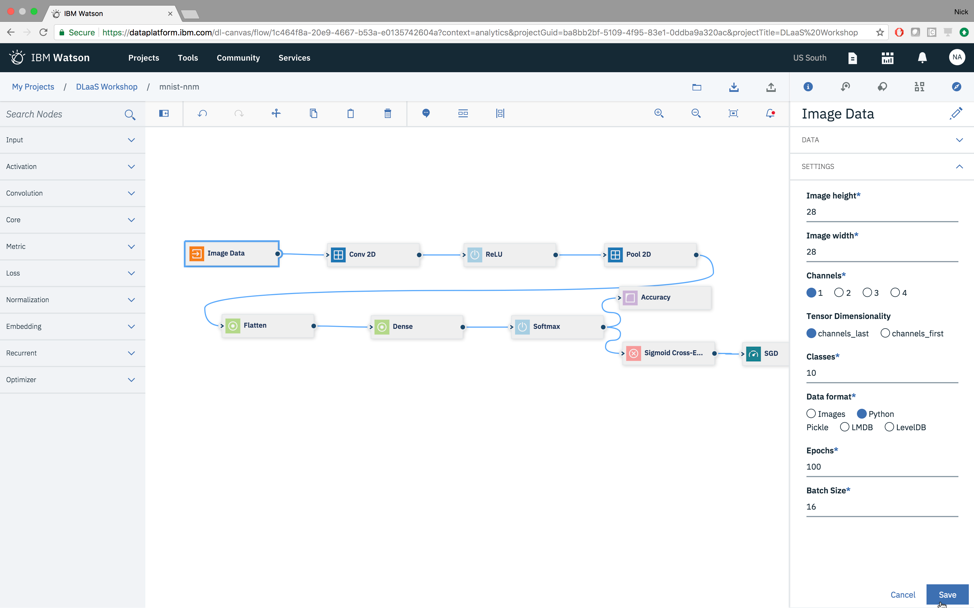 IBM Watson
Nick
Secure
https://dataplatform.ibm.com/dl-canvas/flow/1c464f8a-20e9-4667-b53a-e0135742604a?context=analytics&projectGuid=ba8bb2bf-5109-4f95-83e1-0ddba9a320ac&projectTitle=DLaaS%20Workshop
IBM Watson
Projects
Tools
Community
Services
US South
NA
My Projects / DLaaS Workshop / mnist-nnm
Search Nodes
Input
Activation
Convolution
Core
Metric
Loss
Normalization
Embedding
Recurrent
Optimizer
Image Data
Conv 2D
ReLU
Pool 2D
Accuracy
Flatten
Dense
Softmax
Sigmoid Cross-E...
SGD
Image Data
DATA
SETTINGS
Image height*
28
Image width*
28
Channels*
1 2 3 4
Tensor Dimensionality
channels_last channels_first
Classes*
10
Data format*
Images Python
Pickle LMDB LevelDB
Epochs*
100
Batch Size*
16
Cancel
Save